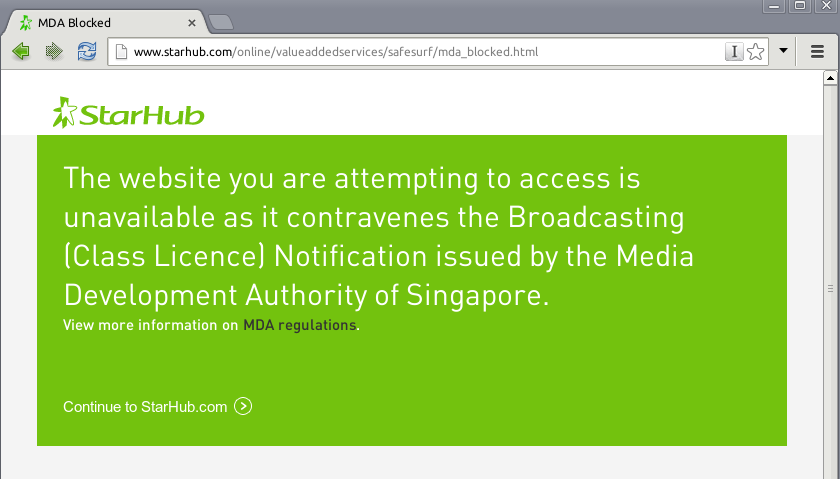 MDA Blocked
www.starhub.com/online/valueaddedservices/safesurf/mda_blocked.html
StarHub
The website you are attempting to access is
unavailable as it contravenes the Broadcasting
(Class Licence) Notification issued by the Media
Development Authority of Singapore.
View more information on MDA regulations.
Continue to StarHub.com